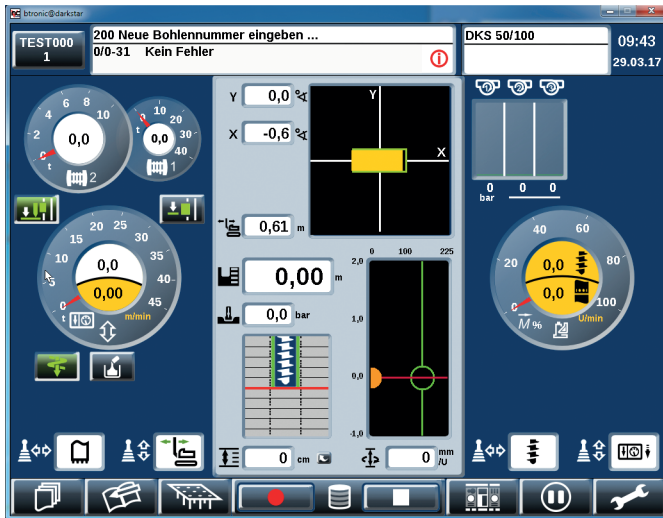 btronic@darkstar
TEST000
1
200 Neue Bohlennummer eingeben ...
0/0-31 Kein Fehler
DKS 50/100
09:43
29.03.17
2 4 6 8 10
0,0
0 t
2
0 10 20 30 40
0,0
t
1
Y 0,0 °
X -0,6 °
Y
X
0,61 m
1 2 3
0 0 0
bar
0 5 10 15 20 25 30 35 40 45
0,0
0,00
t
m/min
0,00 m
0,0 bar
0 100 225
2,0
1,0
0,0
-1,0
0 20 40 60 80 100
0,0
0,0
M %
U/min
0 cm
0 mm/U